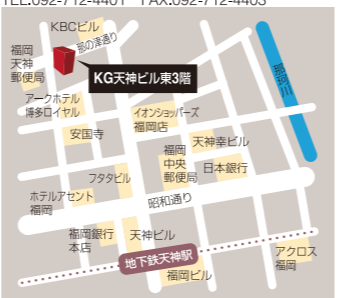 TEL.092-712-4401 FAX.092-712-4403
KBCビル
那の津通り
福岡
天神
郵便局
KG天神ビル東3階
那珂川
アークホテル
博多ロイヤル
イオンショッパーズ
福岡店
安国寺
福岡
中央
郵便局
天神幸ビル
日本銀行
フタタビル
ホテルアセント
福岡
昭和通り
福岡銀行
本店
天神ビル
地下鉄天神駅
福岡ビル
アクロス
福岡